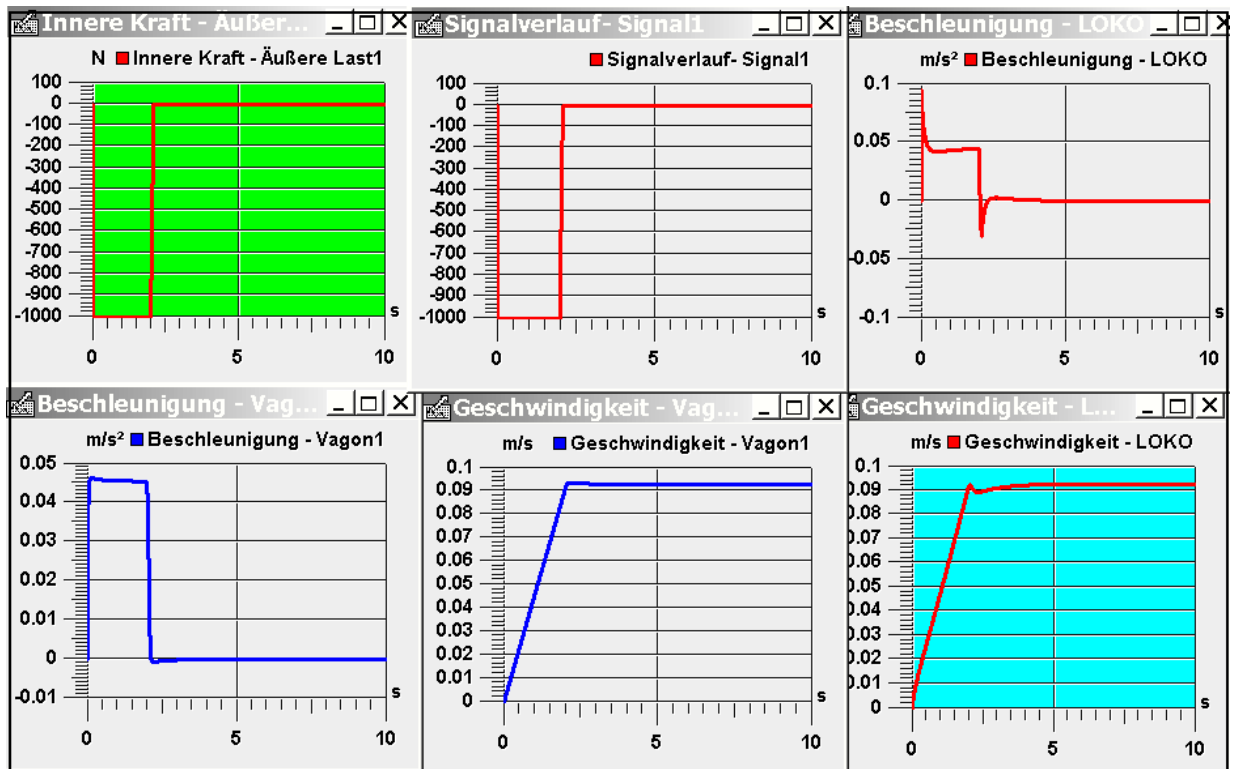 Innere Kraft - Äußer...
N Innere Kraft - Äußere Last1
100
0
-100
-200
-300
-400
-500
-600
-700
-800
-900
-1000
s
0 5 10
Signalverlauf- Signal1
Signalverlauf- Signal1
100
0
-100
-200
-300
-400
-500
-600
-700
-800
-900
-1000
s
0 5 10
Beschleunigung - LOKO
m/s² Beschleunigung - LOKO
0.1
0.05
0
-0.05
-0.1
s
0 5 10
Beschleunigung - Vag...
m/s² Beschleunigung - Vagon1
0.05
0.04
0.03
0.02
0.01
0
-0.01
s
0 5 10
Geschwindigkeit - Vag...
m/s Geschwindigkeit - Vagon1
0.1
0.09
0.08
0.07
0.06
0.05
0.04
0.03
0.02
0.01
0
s
0 5 10
Geschwindigkeit - L...
m/s Geschwindigkeit - LOKO
0.1
0.09
0.08
0.07
0.06
0.05
0.04
0.03
0.02
0.01
0
s
0 5 10